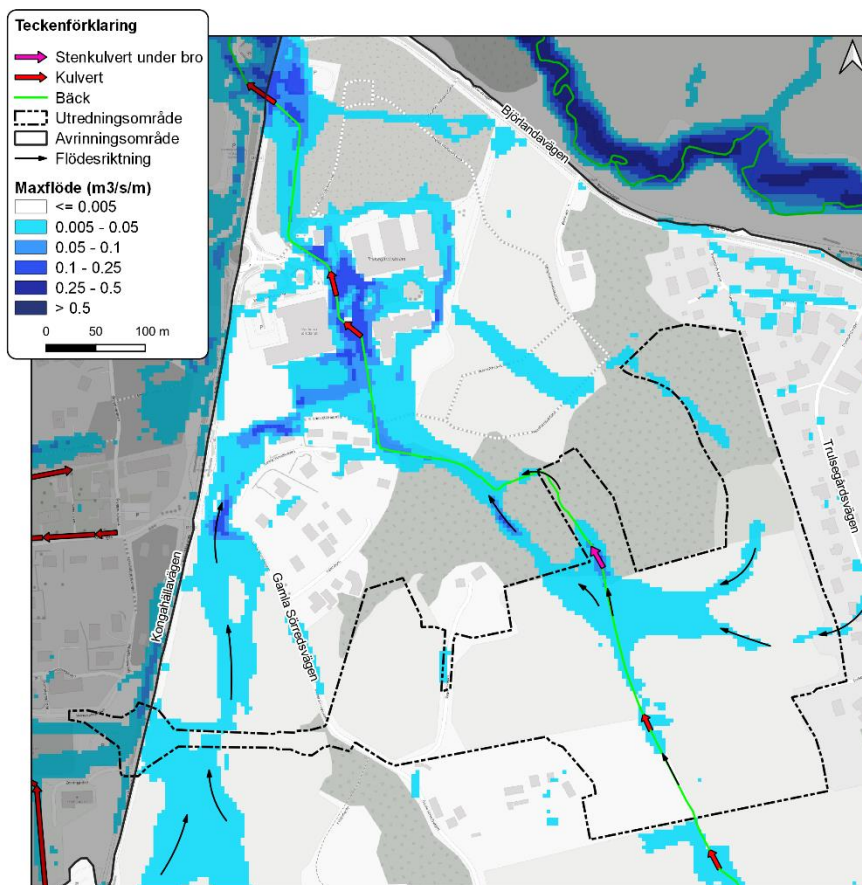 Teckenförklaring
Stenkulvert under bro
Kulvert
Bäck
Utredningsområde
Avrinningsområde
Flödesriktning
Maxflöde (m3/s/m)
<= 0.005
0.005 - 0.05
0.05 - 0.1
0.1 - 0.25
0.25 - 0.5
> 0.5
0 50 100 m
Björlandavägen
Trulsegårdsvägen
Kongahällavägen
Gamla Sörredsvägen